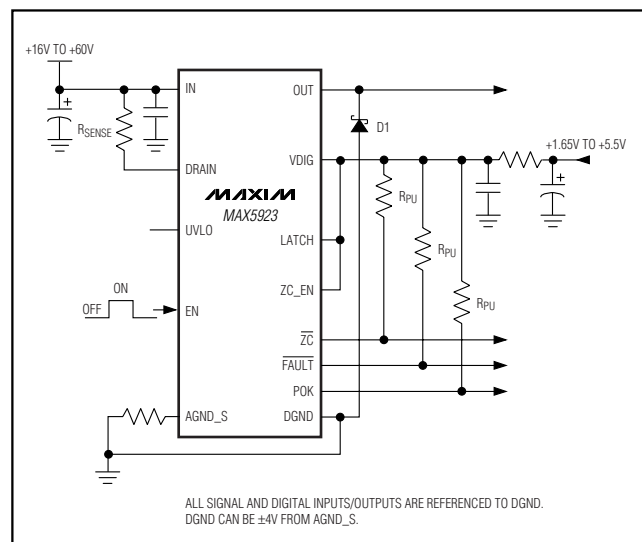 +16V TO +60V
IN
OUT
RSENSE
D1
+1.65V TO +5.5V
DRAIN
VDIG
MAXIM
MAX5923
RPU
UVLO
LATCH
RPU
ZC_EN
RPU
ON
OFF
EN
ZC
FAULT
POK
AGND_S
DGND
ALL SIGNAL AND DIGITAL INPUTS/OUTPUTS ARE REFERENCED TO DGND.
DGND CAN BE ±4V FROM AGND_S.